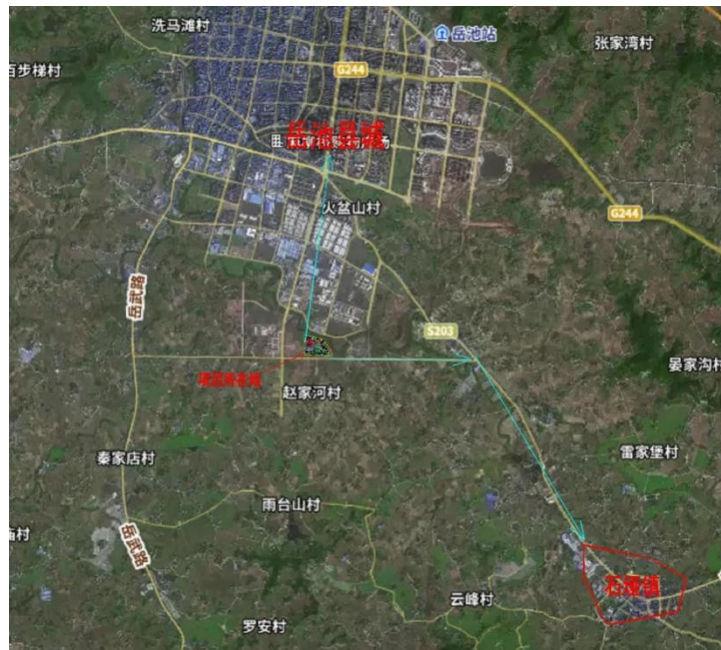 洗马滩村
岳池站
张家湾村
百步梯村
G244
岳池县城
火盆山村
G244
岳武路
S203
晏家沟村
赵家河村
秦家店村
雷家堡村
雨台山村
岳武路
庙村
云峰村
石垭镇
罗安村